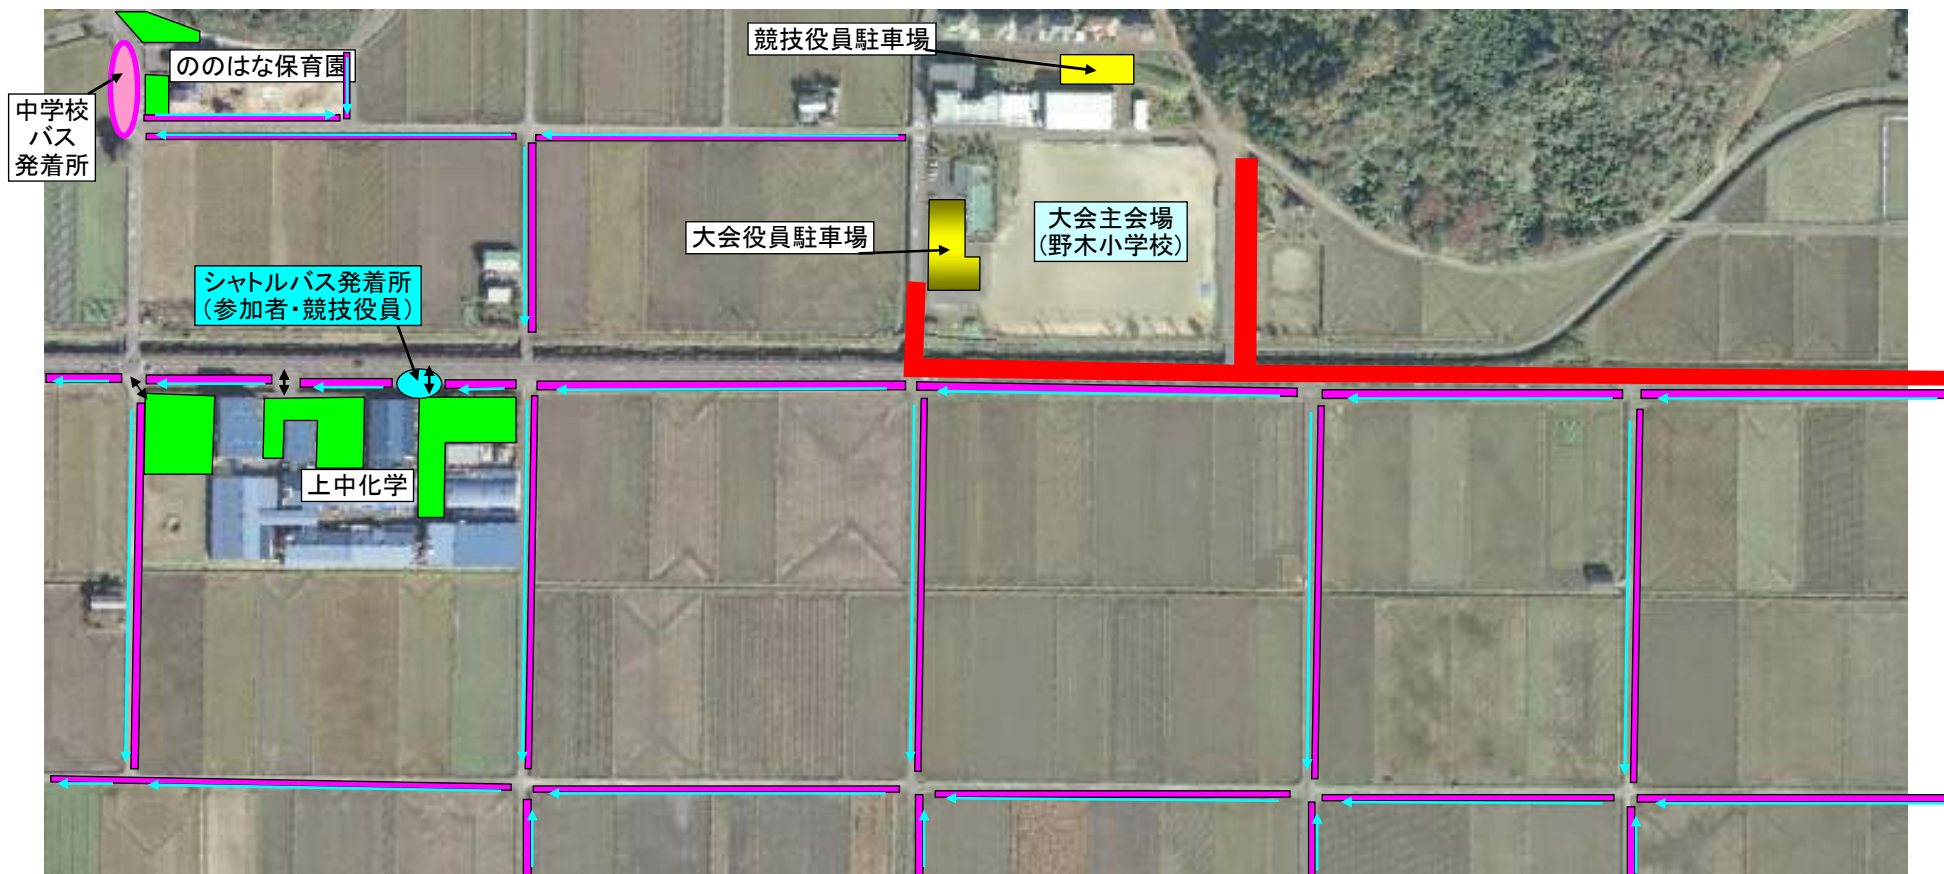 競技役員駐車場
ののはな保育園
中学校
バス
発着所
大会役員駐車場
大会主会場
(野木小学校)
シャトルバス発着所
(参加者・競技役員)
上中化学